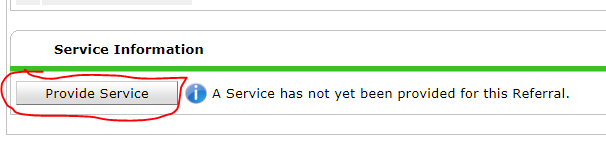 Service Information
Provide Service A Service has not yet been provided for this Referral.